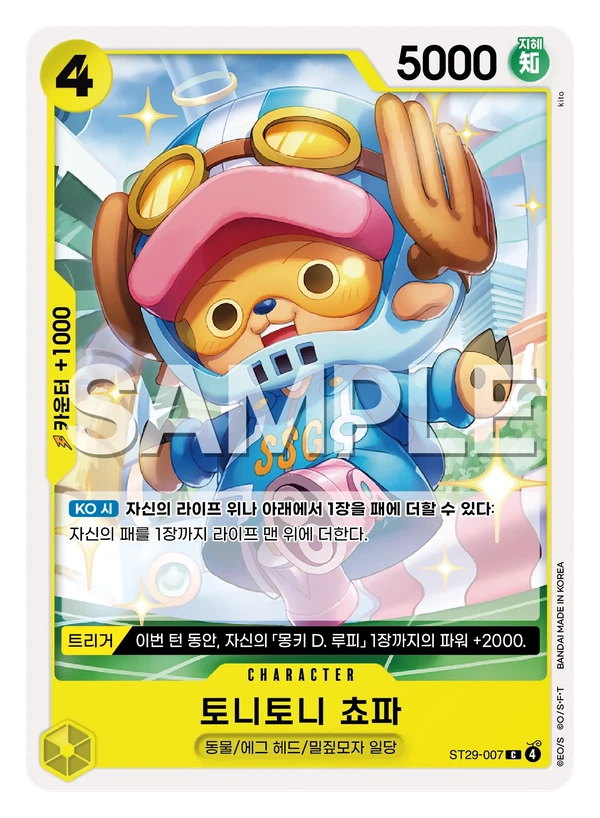 4
5000
지혜
知
kito
카운터 +1000
SAMPLE
SSG
KO 시 자신의 라이프 위나 아래에서 1장을 패에 더할 수 있다:
자신의 패를 1장까지 라이프 맨 위에 더한다.
트리거 이번 턴 동안, 자신의 「몽키 D. 루피」 1장까지의 파워 +2000.
CHARACTER
토니토니 쵸파
동물/에그 헤드/밀짚모자 일당
ST29-007 C 4
©EO/S ©O/S·F·T BANDAI MADE IN KOREA